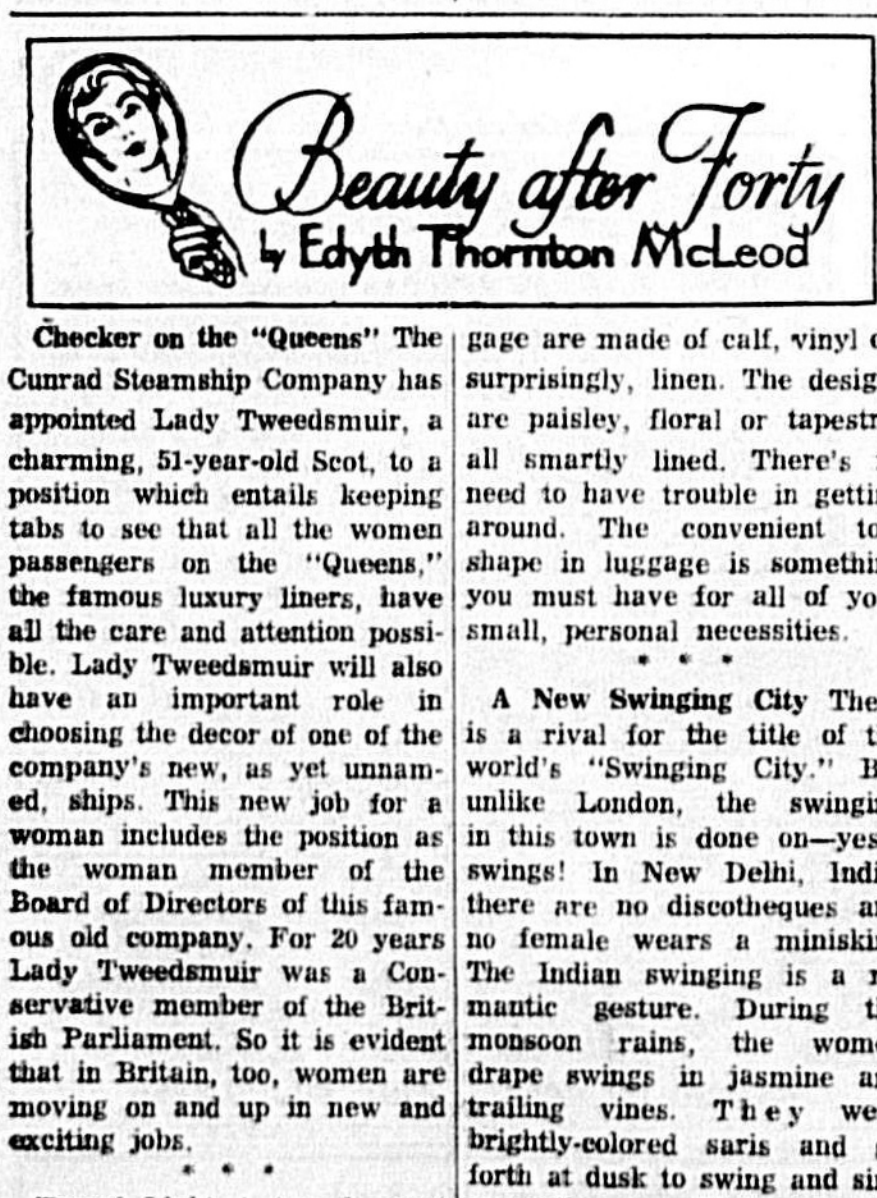 Beauty after Forty
by Edyth Thornton McLeod
Checker on the "Queens" The
Cunrad Steamship Company has
appointed Lady Tweedsmuir, a
charming, 51-year-old Scot, to a
position which entails keeping
tabs to see that all the women
passengers on the "Queens,"
the famous luxury liners, have
all the care and attention possi-
ble. Lady Tweedsmuir will also
have an important role in
choosing the decor of one of the
company's new, as yet unnam-
ed, ships. This new job for a
woman includes the position as
the woman member of the
Board of Directors of this fam-
ous old company. For 20 years
Lady Tweedsmuir was a Con-
servative member of the Brit-
ish Parliament. So it is evident
that in Britain, too, women are
moving on and up in new and
exciting jobs.
* * *
gage are made of calf, vinyl
surprisingly, linen. The
are paisley, floral or
all smartly lined. There's
need to have trouble in
around. The convenient
shape in luggage is
you must have for all of
small, personal necessities.
* * *
A New Swinging City
is a rival for the title of
world's "Swinging City."
unlike London, the
in this town is done on—yes
swings! In New Delhi,
there are no discotheques
no female wears a
The Indian swinging is a
mantic gesture. During
monsoon rains, the
drape swings in jasmine
trailing vines. They
brightly-colored saris and
forth at dusk to swing and